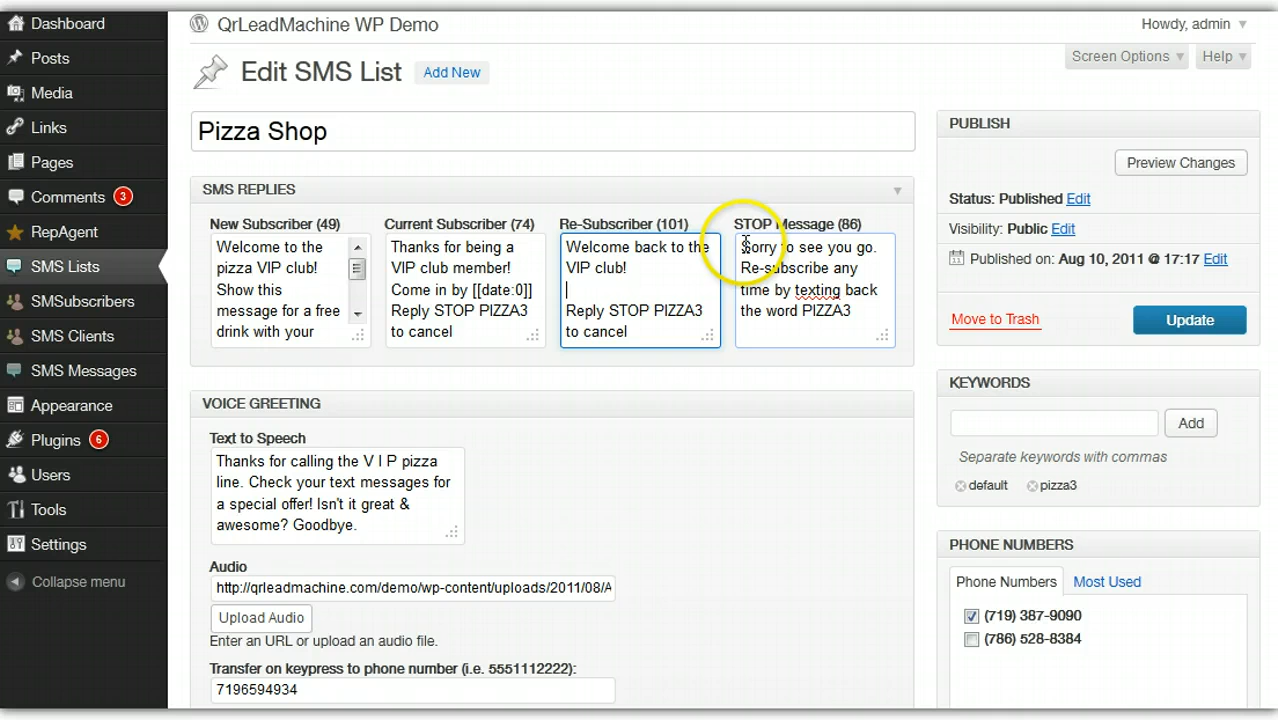 Dashboard
Posts
Media
Links
Pages
Comments 3
RepAgent
SMS Lists
SMSubscribers
SMS Clients
SMS Messages
Appearance
Plugins 6
Users
Tools
Settings
Collapse menu
QrLeadMachine WP Demo
Howdy, admin
Screen Options
Help
Edit SMS List
Add New
Pizza Shop
SMS REPLIES
New Subscriber (49)
Welcome to the
pizza VIP club!
Show this
message for a free
drink with your
Current Subscriber (74)
Thanks for being a
VIP club member!
Come in by [[date:0]]
Reply STOP PIZZA3
to cancel
Re-Subscriber (101)
Welcome back to the
VIP club!
Reply STOP PIZZA3
to cancel
STOP Message (86)
Sorry to see you go.
Re-subscribe any
time by texting back
the word PIZZA3
VOICE GREETING
Text to Speech
Thanks for calling the V I P pizza
line. Check your text messages for
a special offer! Isn't it great &
awesome? Goodbye.
Audio
http://qrleadmachine.com/demo/wp-content/uploads/2011/08/A
Upload Audio
Enter an URL or upload an audio file.
Transfer on keypress to phone number (i.e. 5551112222):
7196594934
PUBLISH
Preview Changes
Status: Published Edit
Visibility: Public Edit
Published on: Aug 10, 2011 @ 17:17 Edit
Move to Trash
Update
KEYWORDS
Add
Separate keywords with commas
default pizza3
PHONE NUMBERS
Phone Numbers Most Used
(719) 387-9090
(786) 528-8384